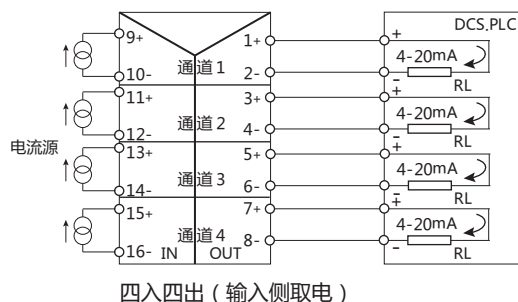 DCS.PLC
9+
1+
+
10-
通道1
2-
4-20mA
-
RL
11+
3+
+
通道2
4-20mA
12-
4-
-
RL
电流源
13+
5+
+
通道3
4-20mA
14-
6-
-
RL
15+
7+
+
通道4
4-20mA
16-
IN
OUT
8-
-
RL
四入四出（输入侧取电）